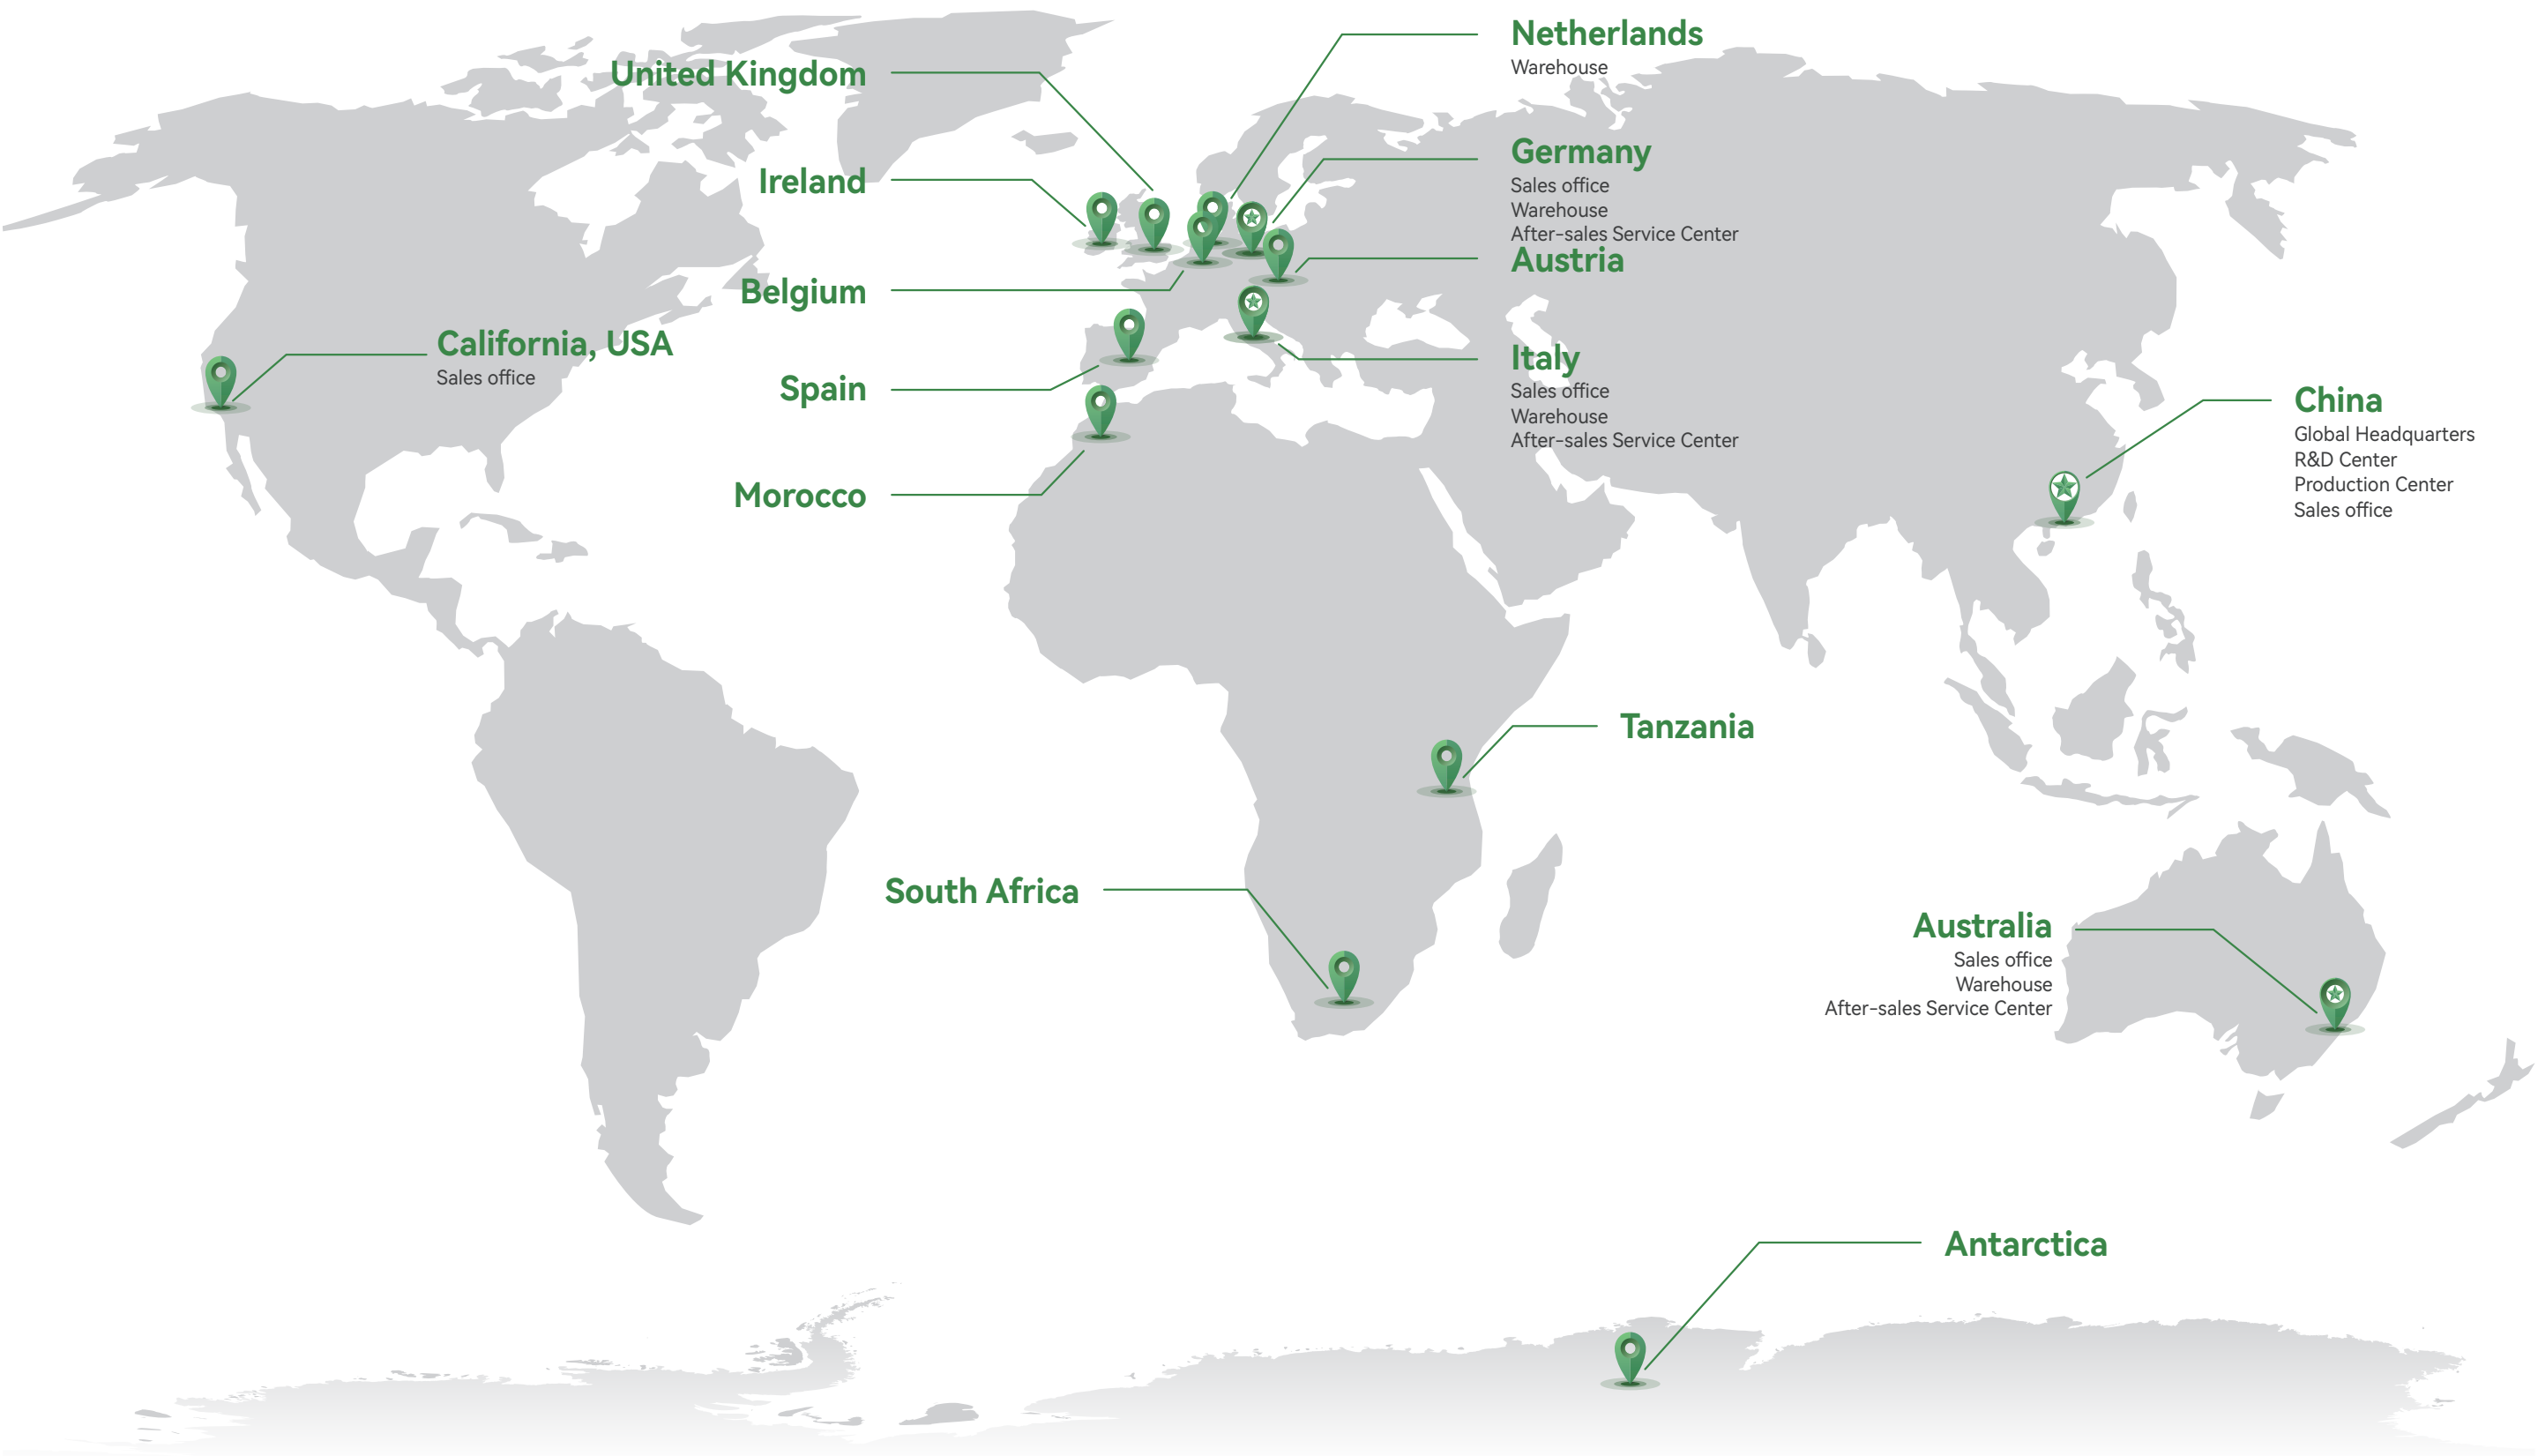 Netherlands
Warehouse
United Kingdom
Germany
Sales office
Warehouse
After-sales Service Center
Ireland
Austria
Belgium
California, USA
Sales office
Italy
Sales office
Warehouse
After-sales Service Center
Spain
China
Global Headquarters
R&D Center
Production Center
Sales office
Morocco
Tanzania
South Africa
Australia
Sales office
Warehouse
After-sales Service Center
Antarctica